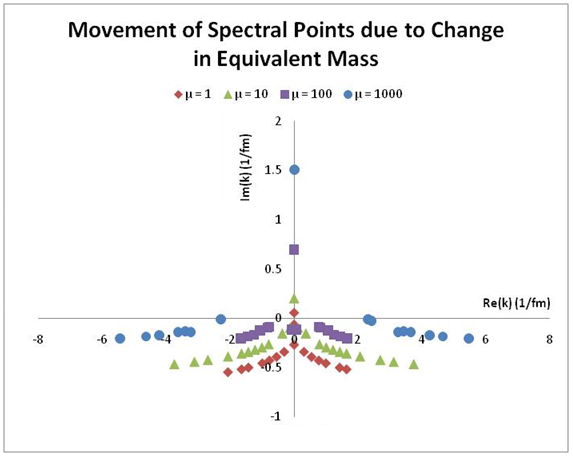 Movement of Spectral Points due to Change
in Equivalent Mass
μ = 1 μ = 10 μ = 100 μ = 1000
Im(k) (1/fm)
2
1.5
1
0.5
0
-0.5
-1
Re(k) (1/fm)
-8 -6 -4 -2 0 2 4 6 8